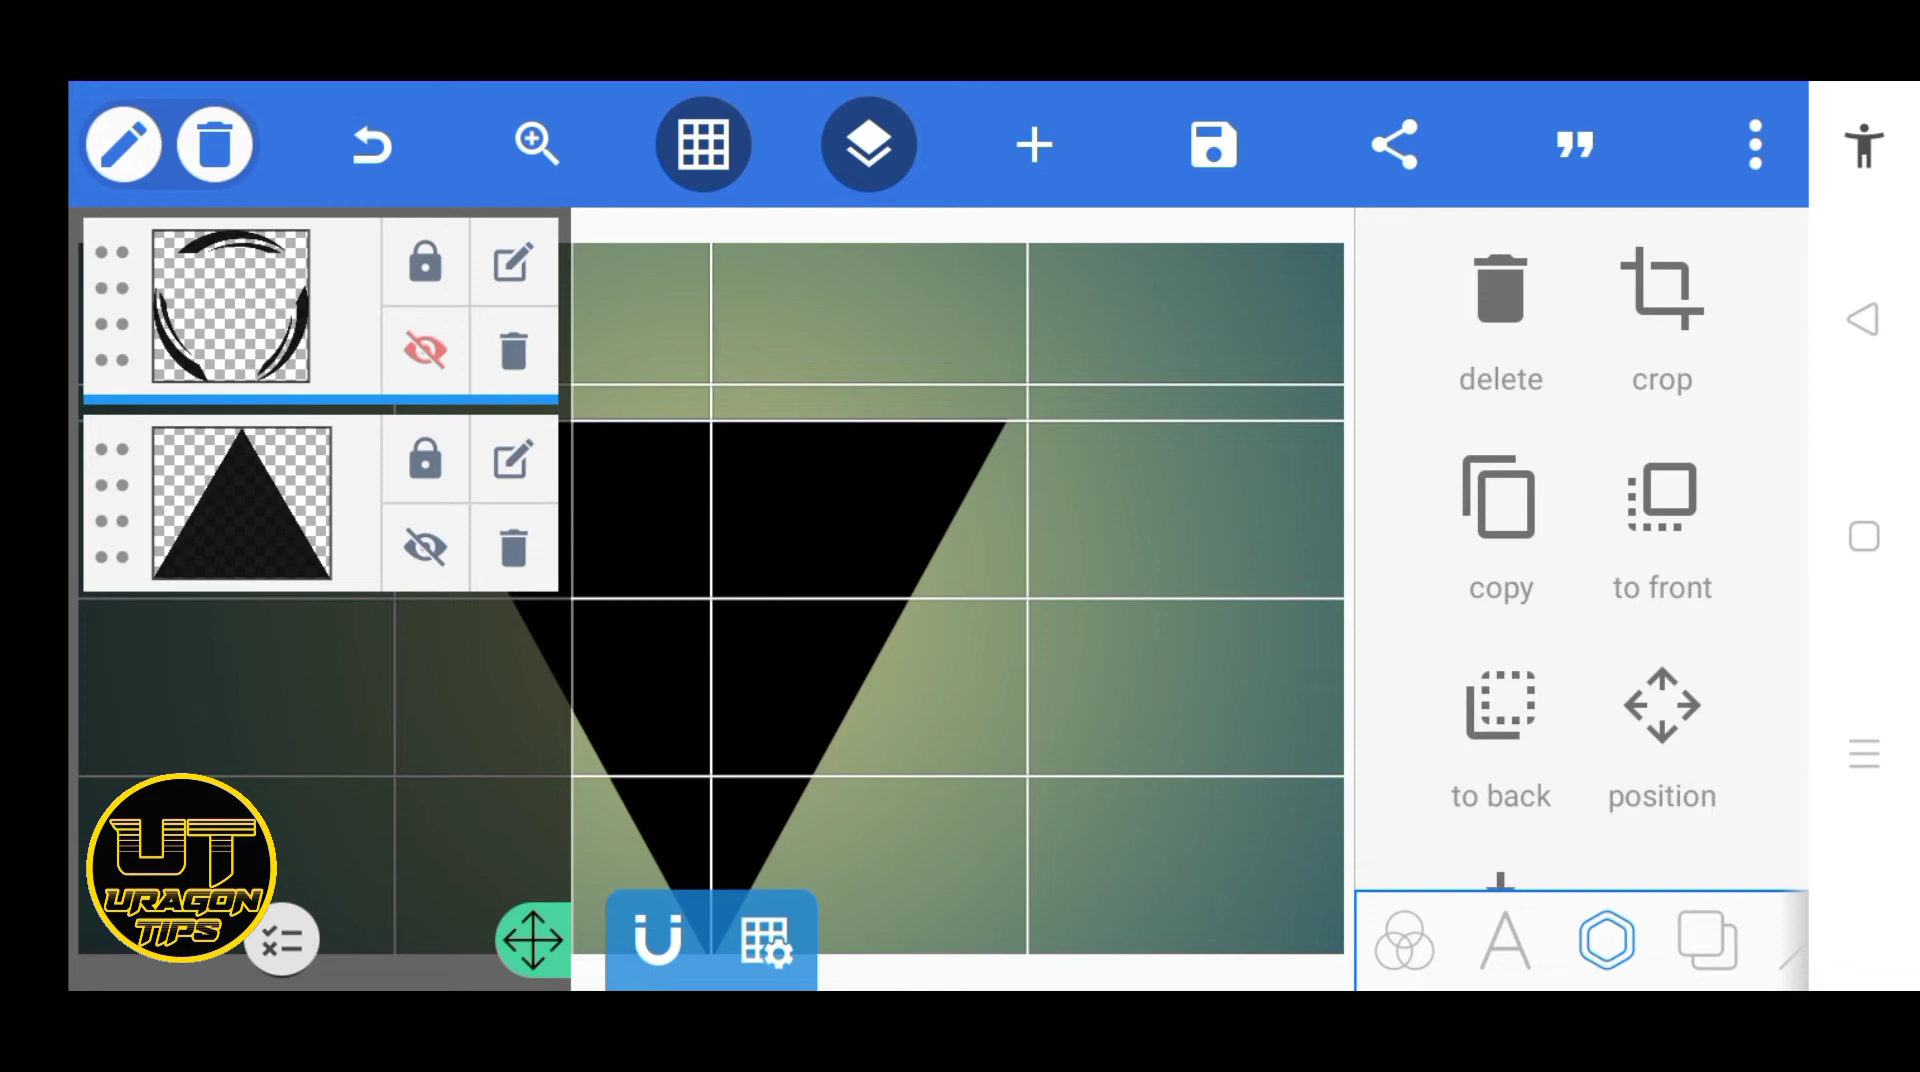 delete
crop
copy
to front
to back
position
UT
URAGON
TIPS